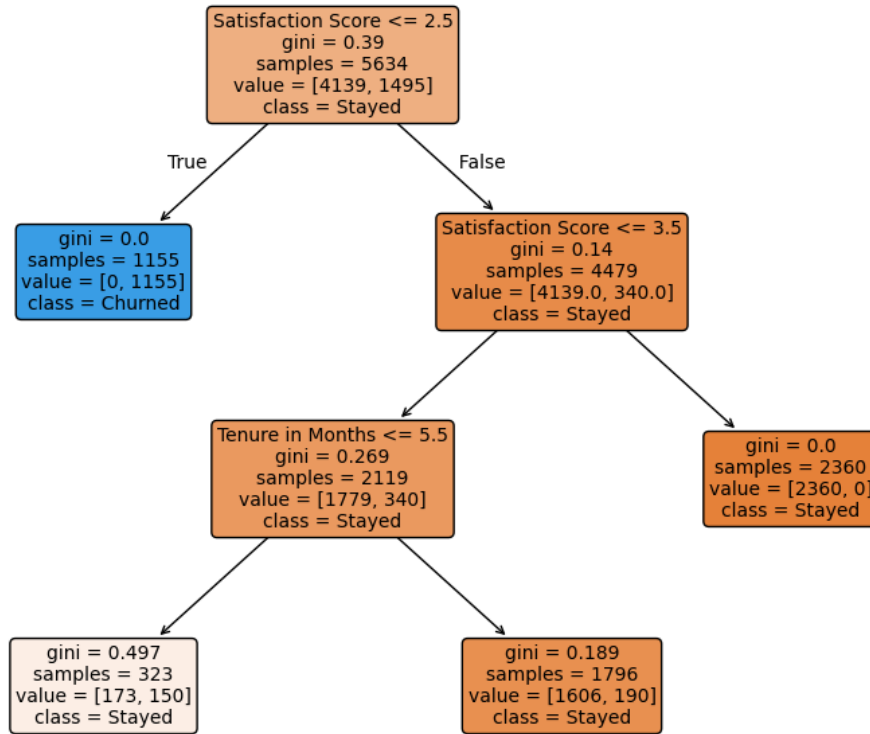 Satisfaction Score <= 2.5
gini = 0.39
samples = 5634
value = [4139, 1495]
class = Stayed
True
False
gini = 0.0
samples = 1155
value = [0, 1155]
class = Churned
Satisfaction Score <= 3.5
gini = 0.14
samples = 4479
value = [4139.0, 340.0]
class = Stayed
Tenure in Months <= 5.5
gini = 0.269
samples = 2119
value = [1779, 340]
class = Stayed
gini = 0.0
samples = 2360
value = [2360, 0]
class = Stayed
gini = 0.497
samples = 323
value = [173, 150]
class = Stayed
gini = 0.189
samples = 1796
value = [1606, 190]
class = Stayed